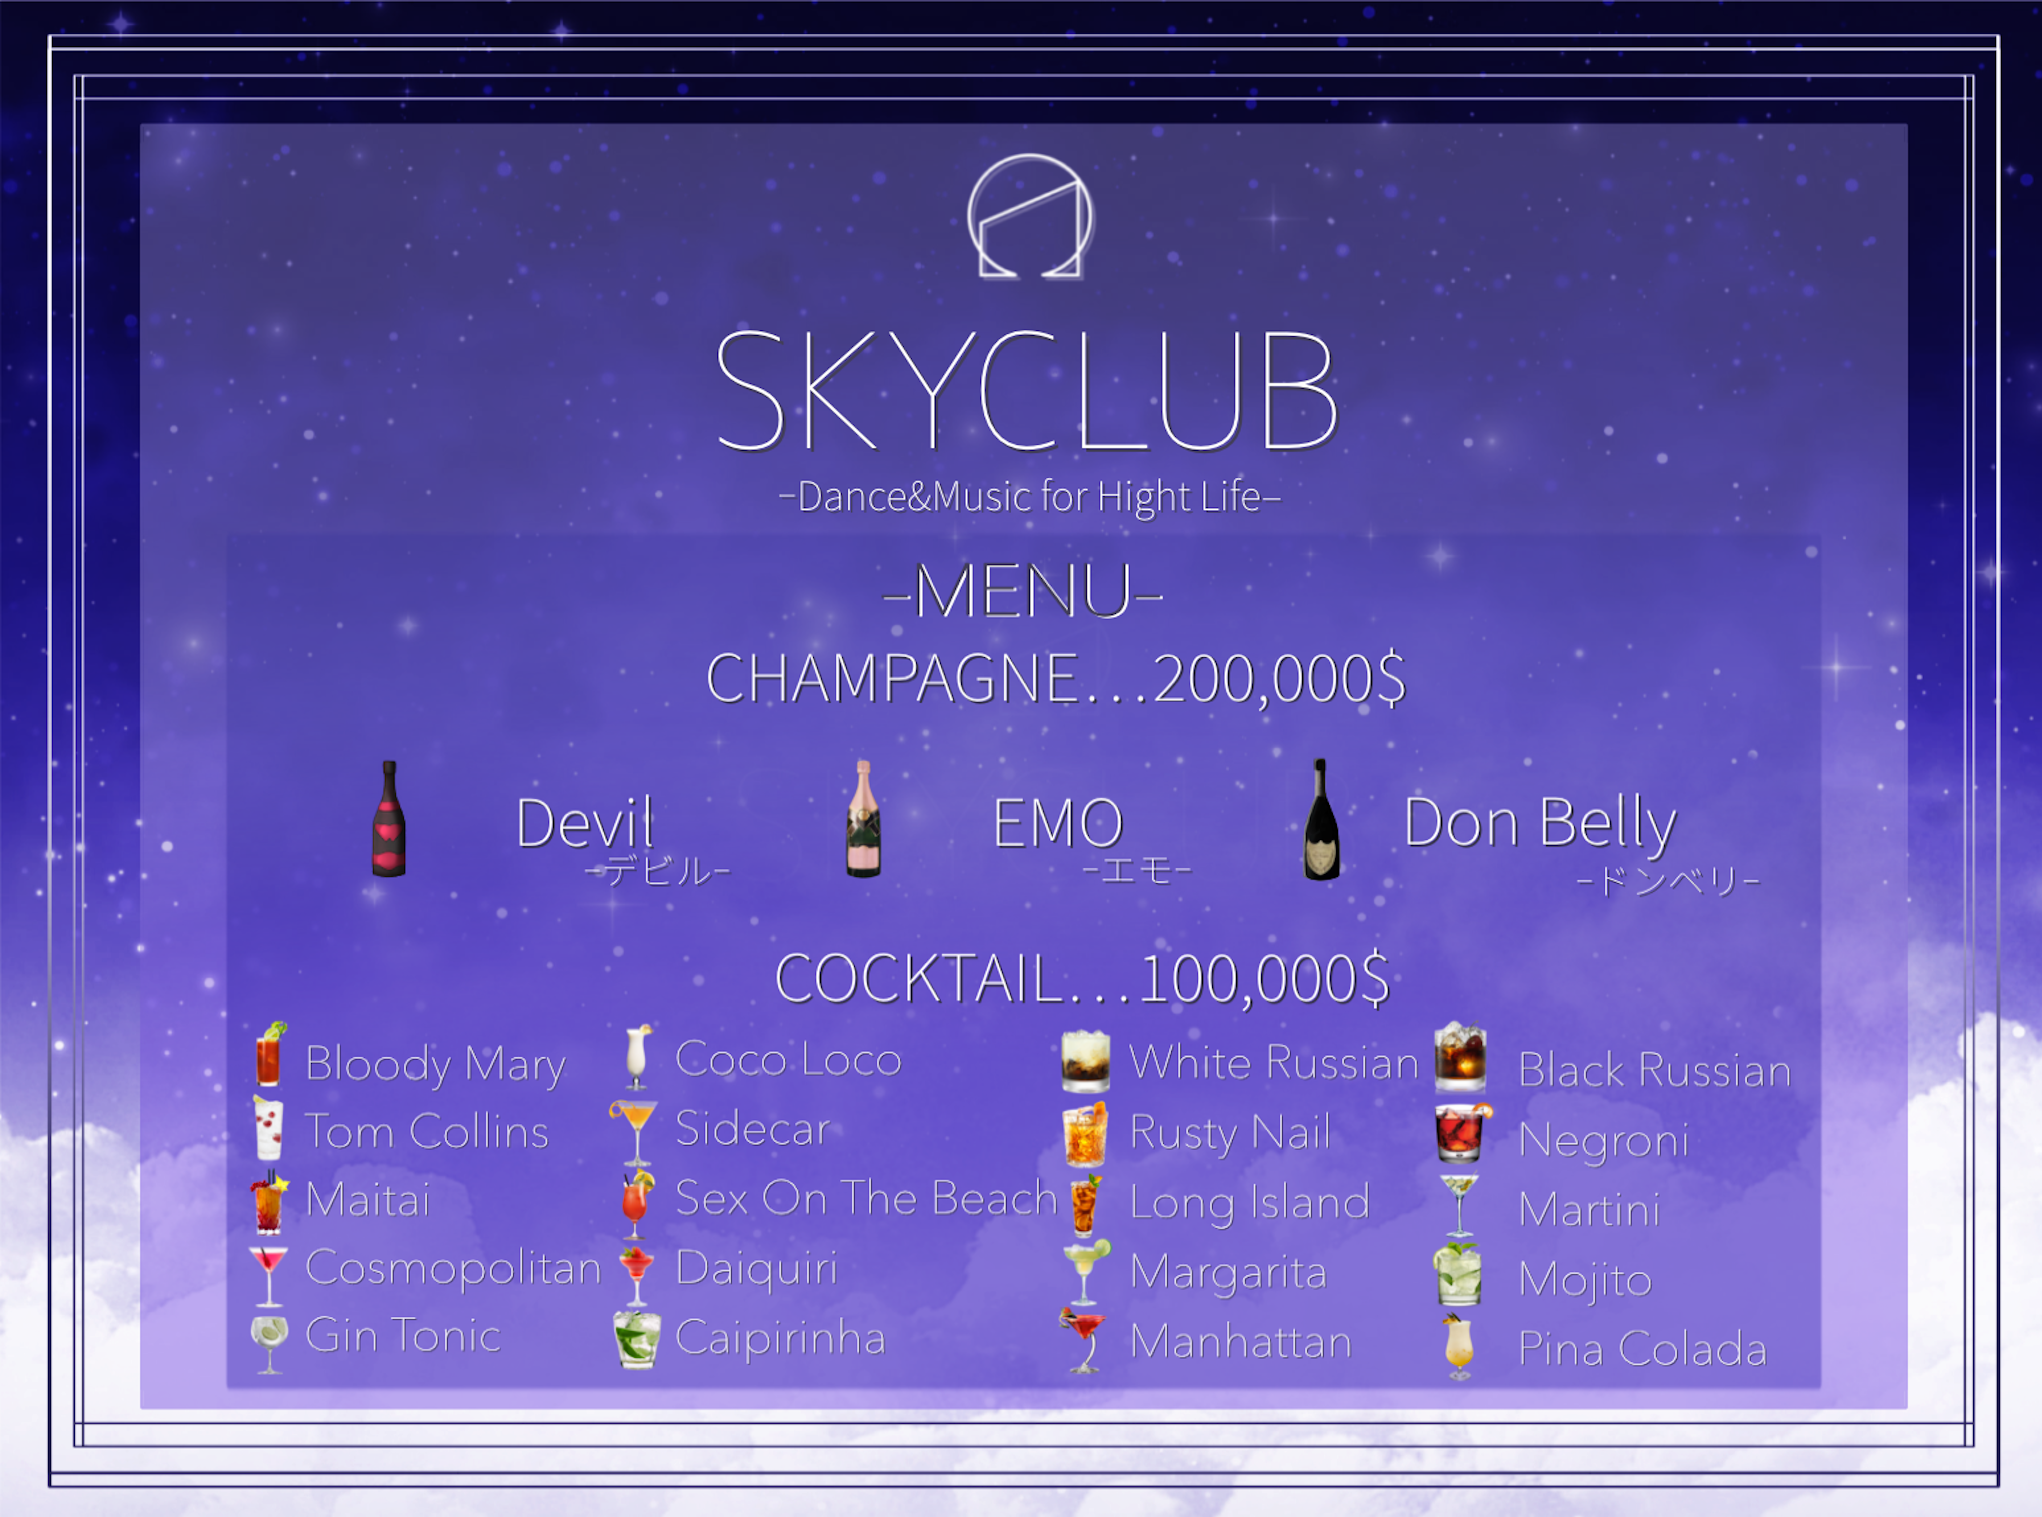 SKYCLUB
-Dance&Music for Hight Life-
-MENU-
CHAMPAGNE...200,000$
Devil EMO Don Belly
-デビル- -エモ- -ドンベリ-
COCKTAIL...100,000$
Bloody Mary Coco Loco White Russian Black Russian
Tom Collins Sidecar Rusty Nail Negroni
Maitai Sex On The Beach Long Island Martini
Cosmopolitan Daiquiri Margarita Mojito
Gin Tonic Caipirinha Manhattan Pina Colada